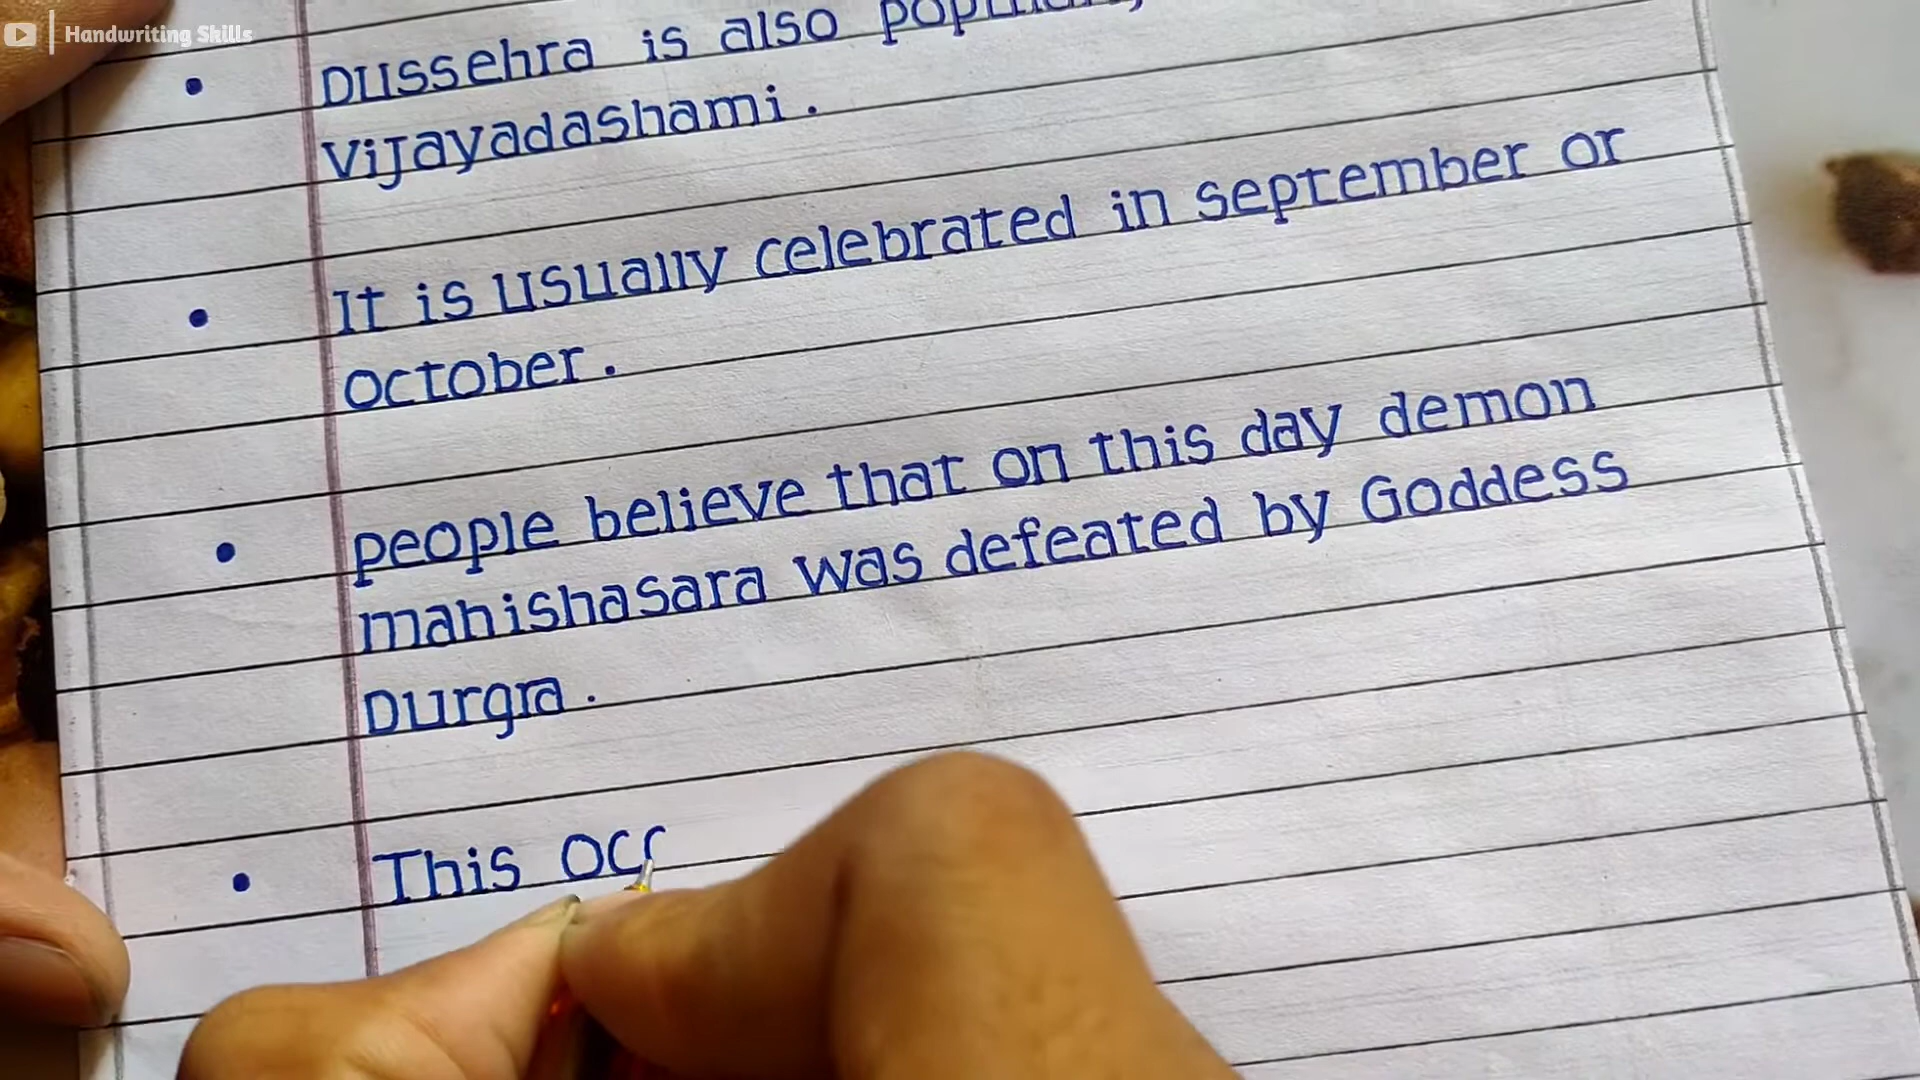 Handwriting Skills
Dussehra is also
Vijayadashami.
It is usually celebrated in september or
october.
people believe that on this day demon
mahishasara was defeated by Goddess
Durga.
This occ